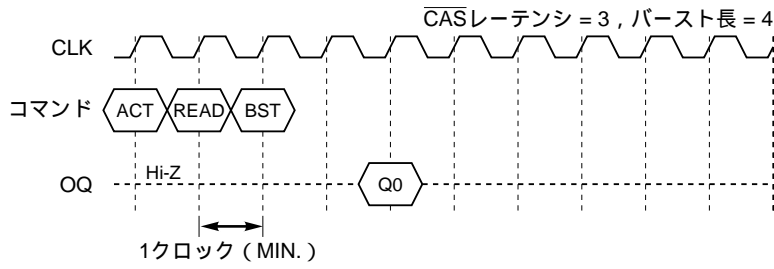 CASレーテンシ = 3 , バースト長 = 4
CLK
コマンド ACT READ BST
OQ Hi-Z Q0
1クロック ( MIN. )